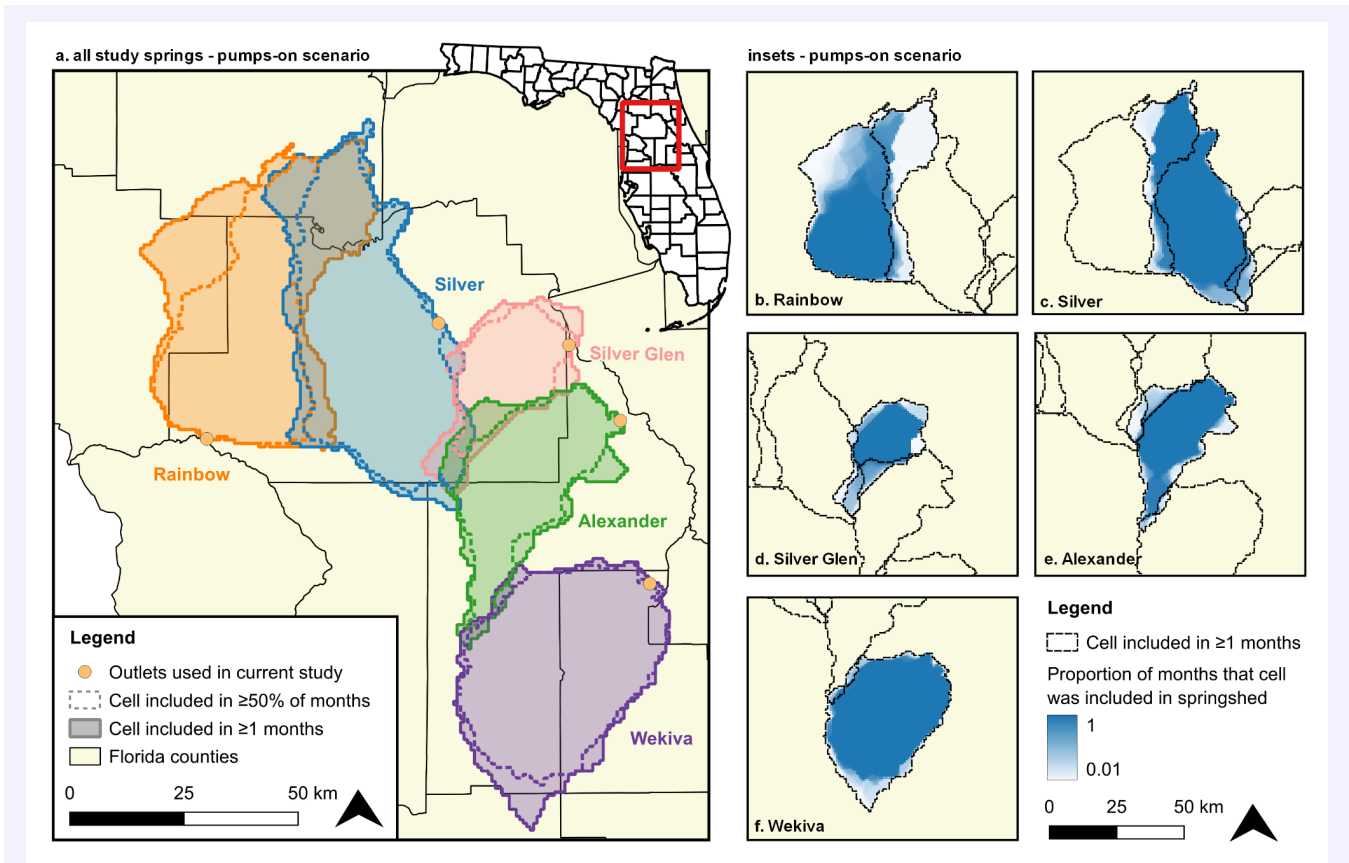 a. all study springs - pumps-on scenario
Silver
Silver Glen
Rainbow
Alexander
Wekiva
Legend
Outlets used in current study
Cell included in ≥50% of months
Cell included in ≥1 months
Florida counties
0 25 50 km
insets - pumps-on scenario
b. Rainbow
c. Silver
d. Silver Glen
e. Alexander
f. Wekiva
Legend
Cell included in ≥1 months
Proportion of months that cell
was included in springshed
1
0.01
0 25 50 km